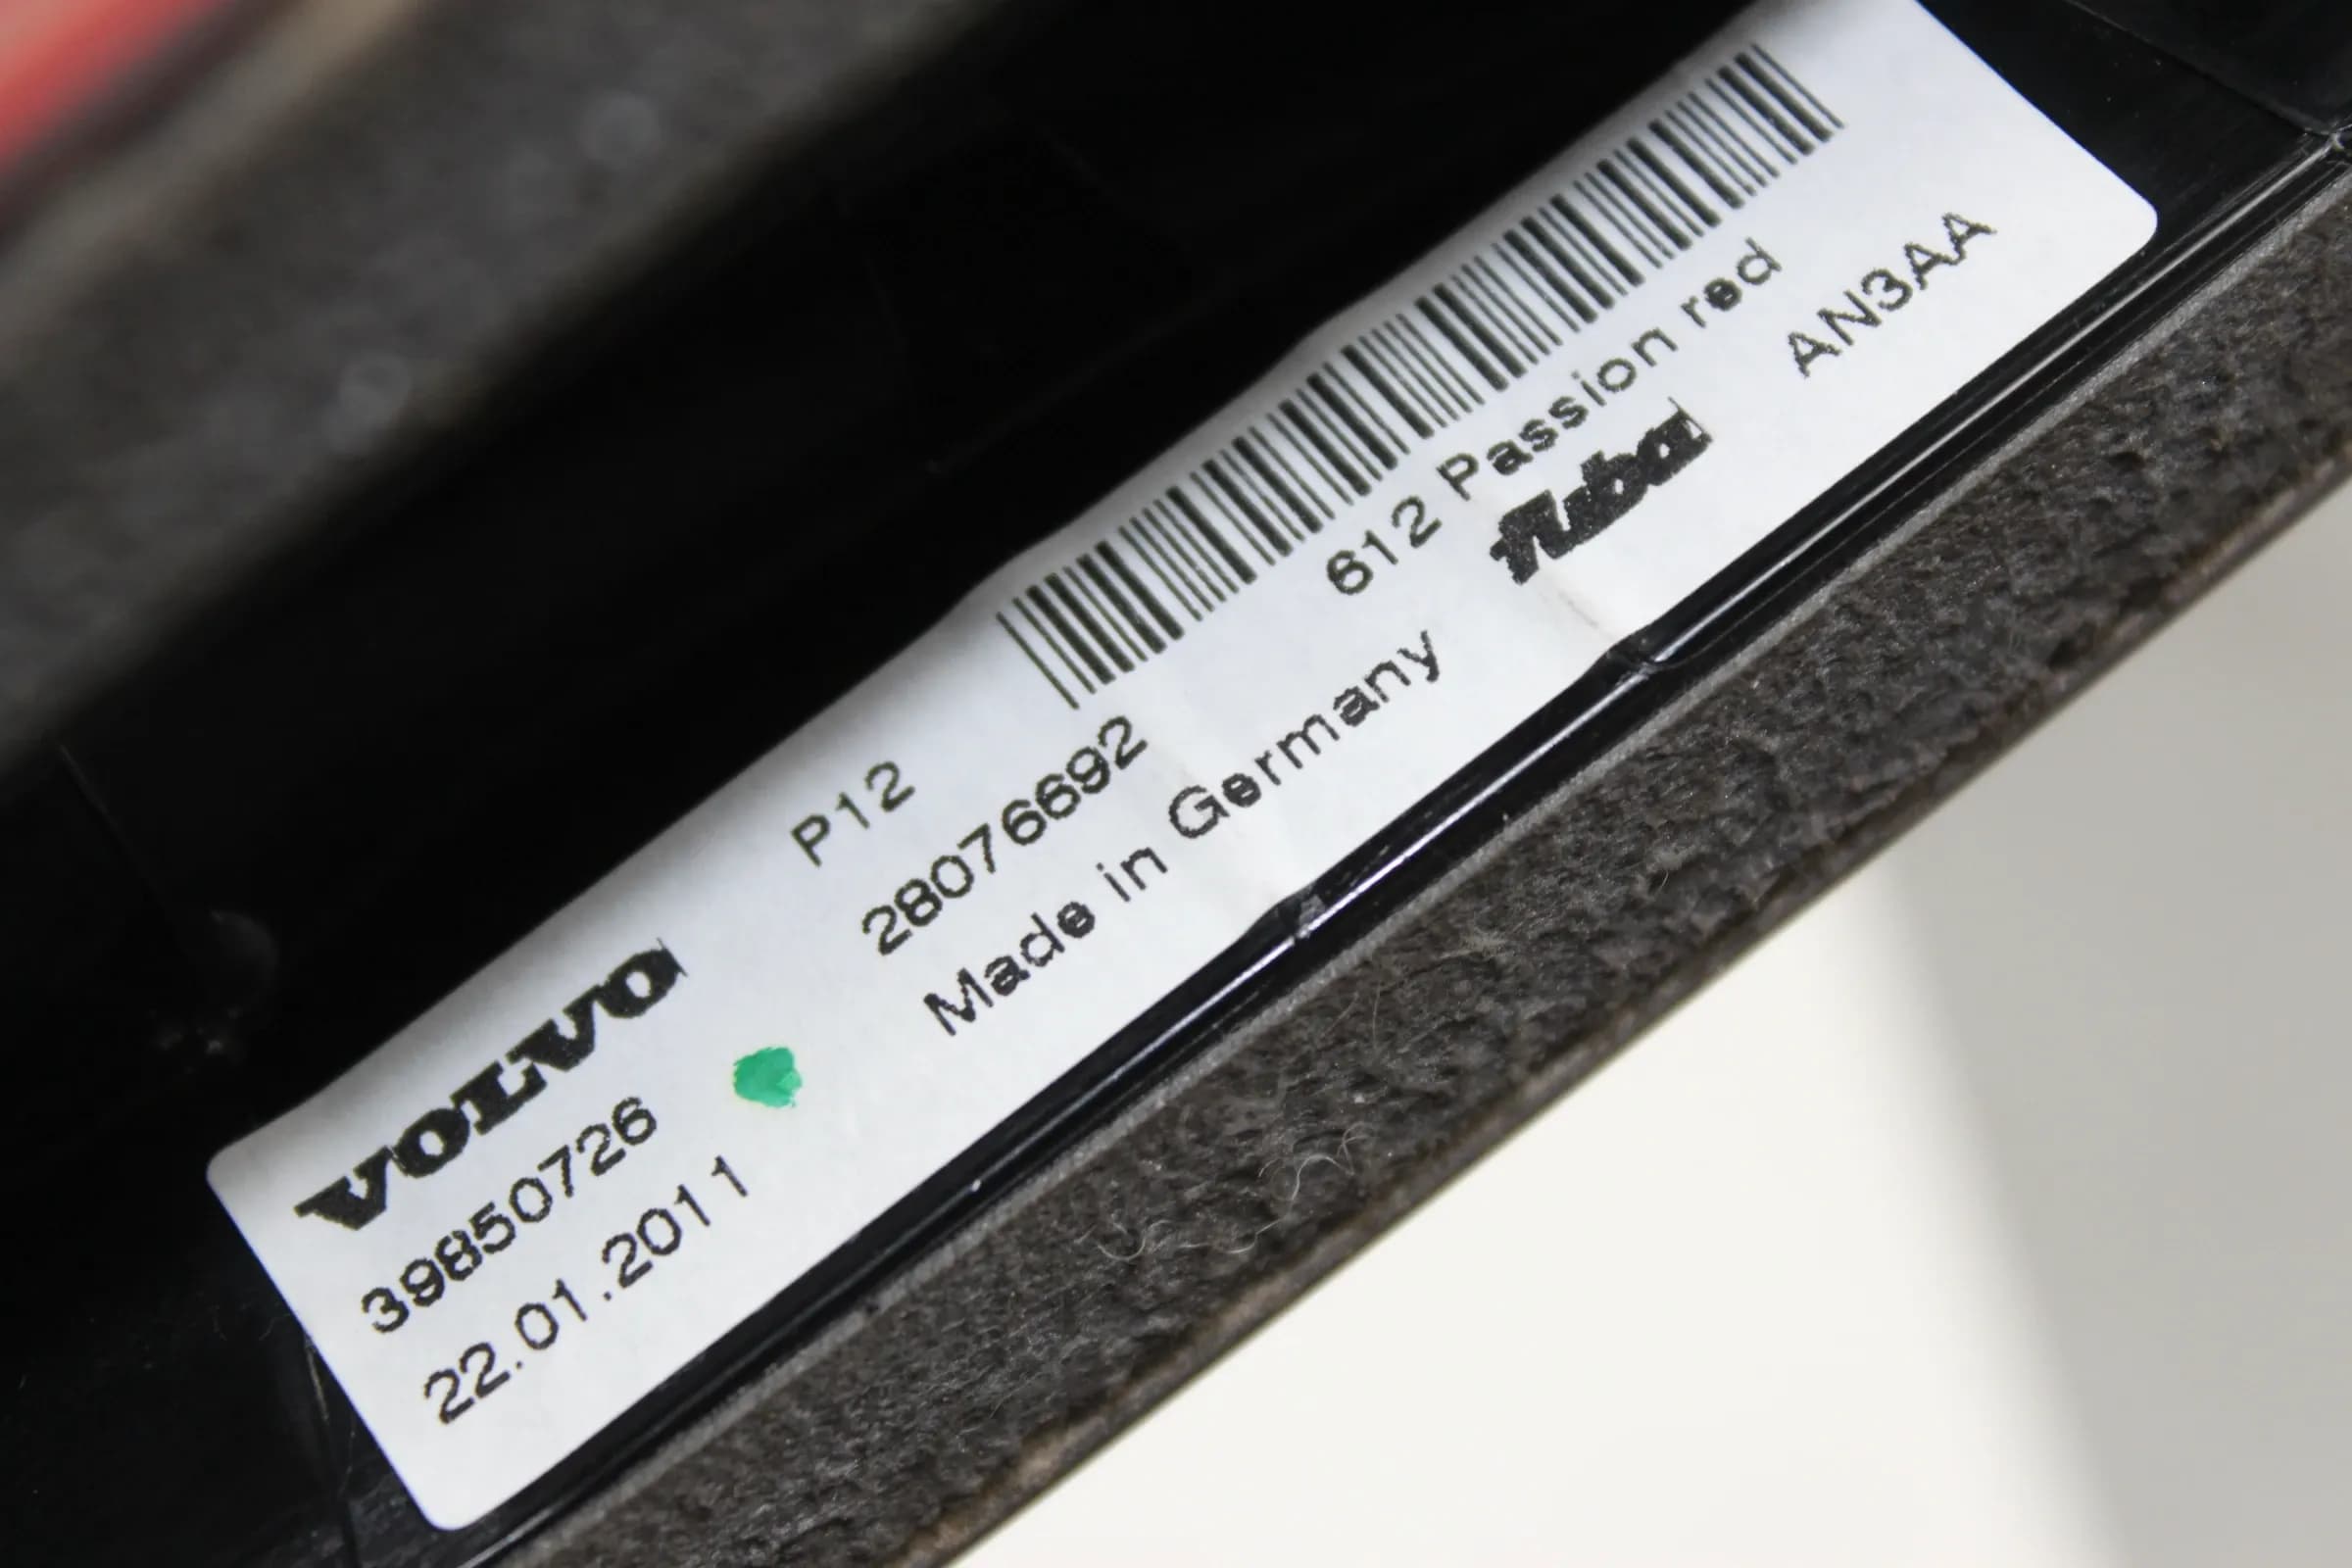 VOLVO P12
39850726 28076692 612 Passion red
22.01.2011 Made in Germany fuba AN3AA